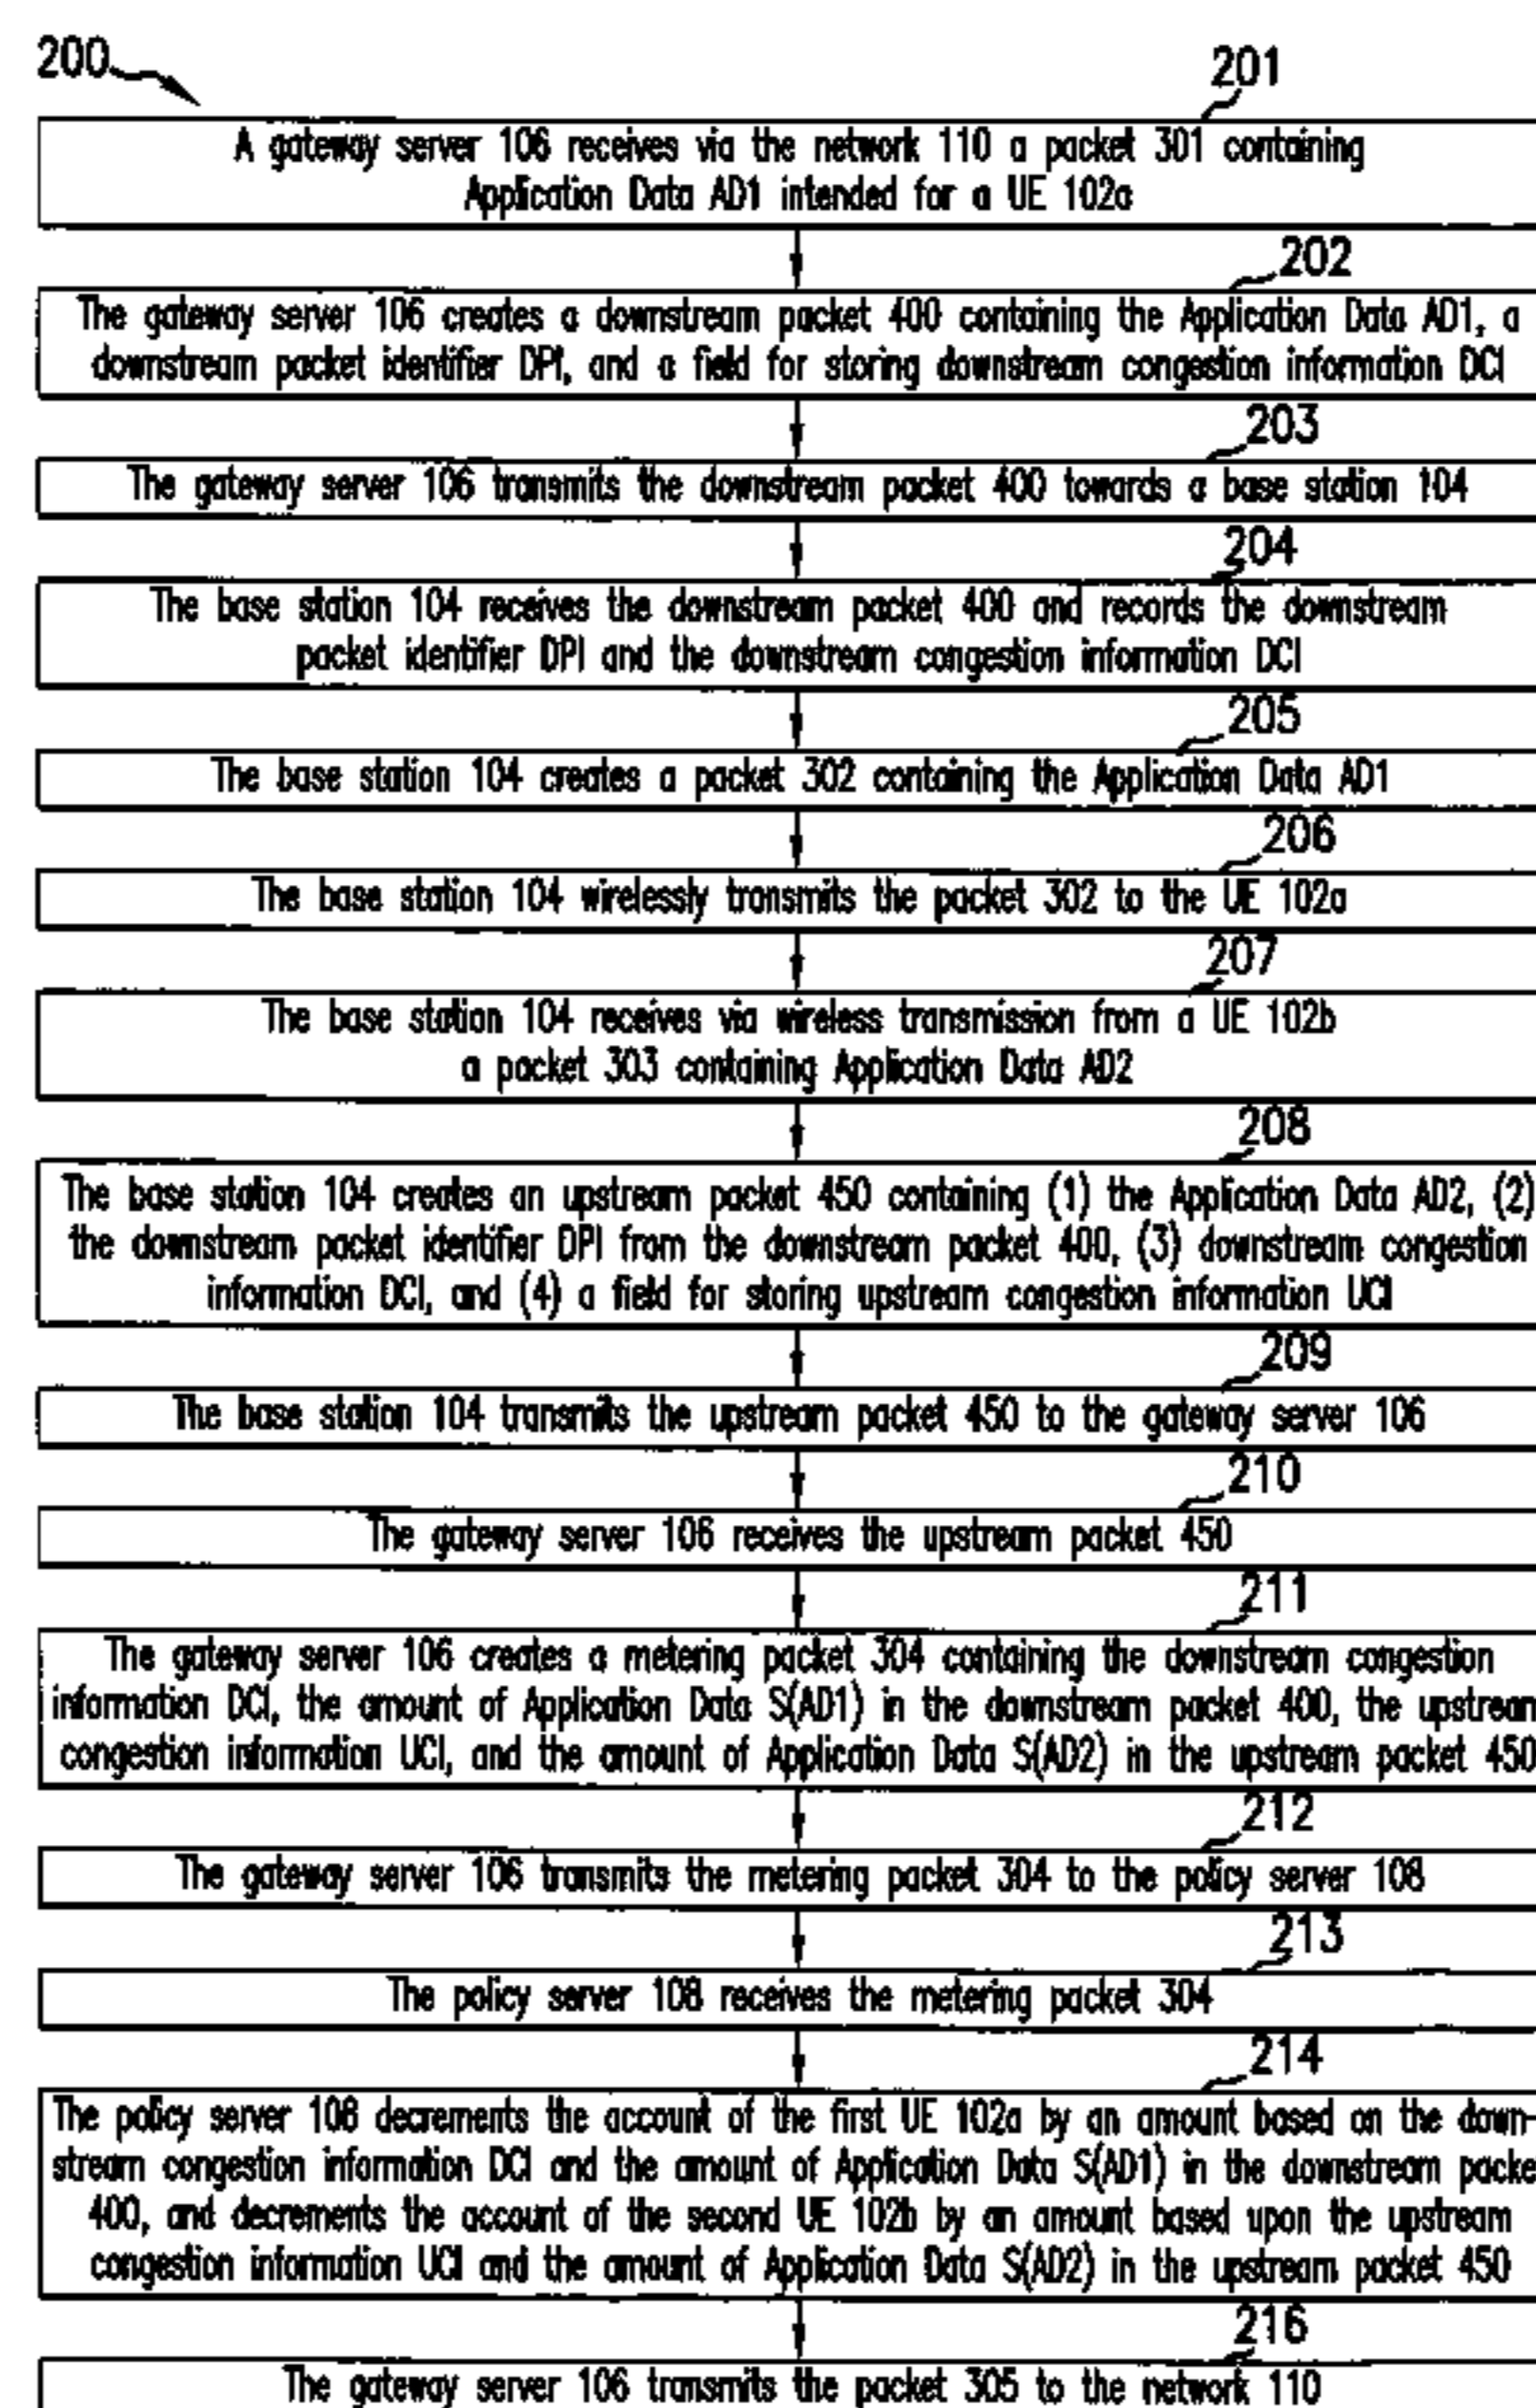 200
201
A gateway server 106 receives via the network 110 a packet 301 containing
Application Data AD1 intended for a UE 102a
202
The gateway server 106 creates a downstream packet 400 containing the Application Data AD1, a
downstream packet identifier DPI, and a field for storing downstream congestion information DCI
203
The gateway server 106 transmits the downstream packet 400 towards a base station 104
204
The base station 104 receives the downstream packet 400 and records the downstream
packet identifier DPI and the downstream congestion information DCI
205
The base station 104 creates a packet 302 containing the Application Data AD1
206
The base station 104 wirelessly transmits the packet 302 to the UE 102a
207
The base station 104 receives via wireless transmission from a UE 102b
a packet 303 containing Application Data AD2
208
The base station 104 creates an upstream packet 450 containing (1) the Application Data AD2, (2)
the downstream packet identifier DPI from the downstream packet 400, (3) downstream congestion
information DCI, and (4) a field for storing upstream congestion information UCI
209
The base station 104 transmits the upstream packet 450 to the gateway server 106
210
The gateway server 106 receives the upstream packet 450
211
The gateway server 106 creates a metering packet 304 containing the downstream congestion
information DCI, the amount of Application Data S(AD1) in the downstream packet 400, the upstream
congestion information UCI, and the amount of Application Data S(AD2) in the upstream packet 450
212
The gateway server 106 transmits the metering packet 304 to the policy server 108
213
The policy server 108 receives the metering packet 304
214
The policy server 108 decrements the account of the first UE 102a by an amount based on the down-
stream congestion information DCI and the amount of Application Data S(AD1) in the downstream packe
400, and decrements the account of the second UE 102b by an amount based upon the upstream
congestion information UCI and the amount of Application Data S(AD2) in the upstream packet 450
216
The gateway server 106 transmits the packet 305 to the network 110